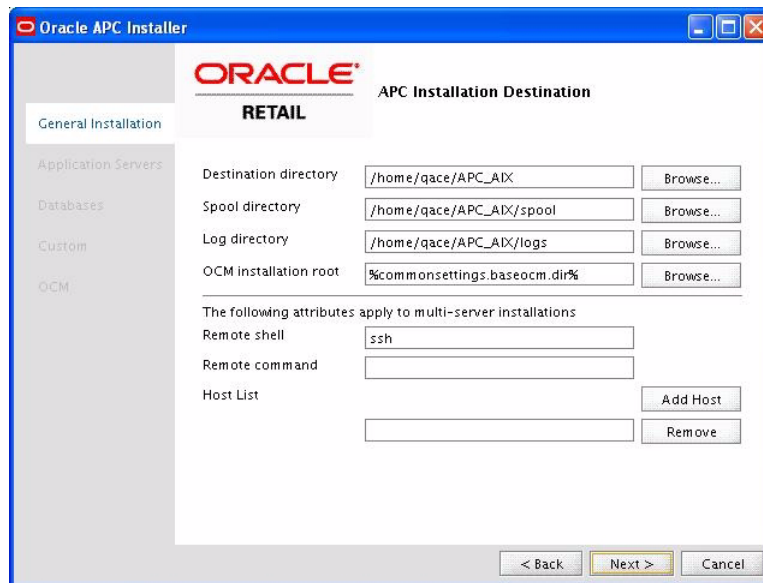 Oracle APC Installer
ORACLE
RETAIL
APC Installation Destination
General Installation
Application Servers
Databases
Custom
OCM
Destination directory /home/qace/APC_AIX Browse...
Spool directory /home/qace/APC_AIX/spool Browse...
Log directory /home/qace/APC_AIX/logs Browse...
OCM installation root %commonsettings.baseocm.dir% Browse...
The following attributes apply to multi-server installations
Remote shell ssh
Remote command
Host List Add Host
Remove
< Back Next > Cancel